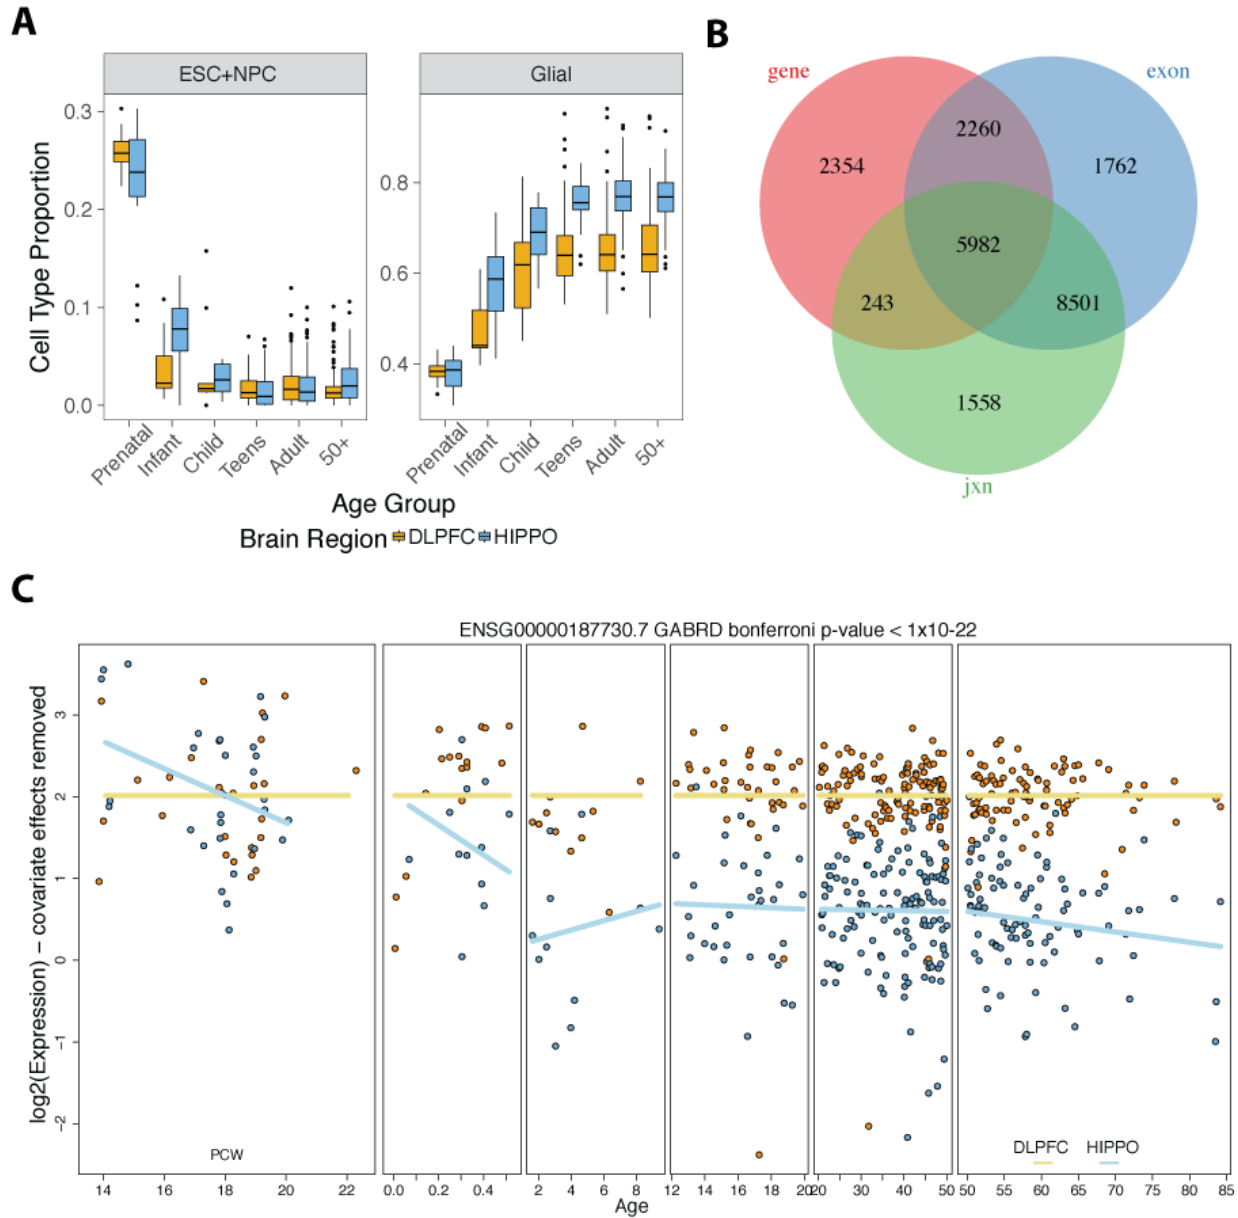 A
B
ESC+NPC
Glial
Cell Type Proportion
0.3
0.2
0.1
0.0
0.8
0.6
0.4
Prenatal
Infant
Child
Teens
Adult
50+
Prenatal
Infant
Child
Teens
Adult
50+
Age Group
Brain Region DLPFC HIPPO
gene
exon
2260
2354
1762
5982
243
8501
1558
jxn
C
ENSG00000187730.7 GABRD bonferroni p-value < 1x10-22
log2(Expression) − covariate effects removed
3
2
1
0
-1
-2
PCW
DLPFC HIPPO
14 16 18 20 22
0.0 0.2 0.4
2 4 6 8
12 14 16 18 20
20 30 40 50
50 55 60 65 70 75 80 85
Age